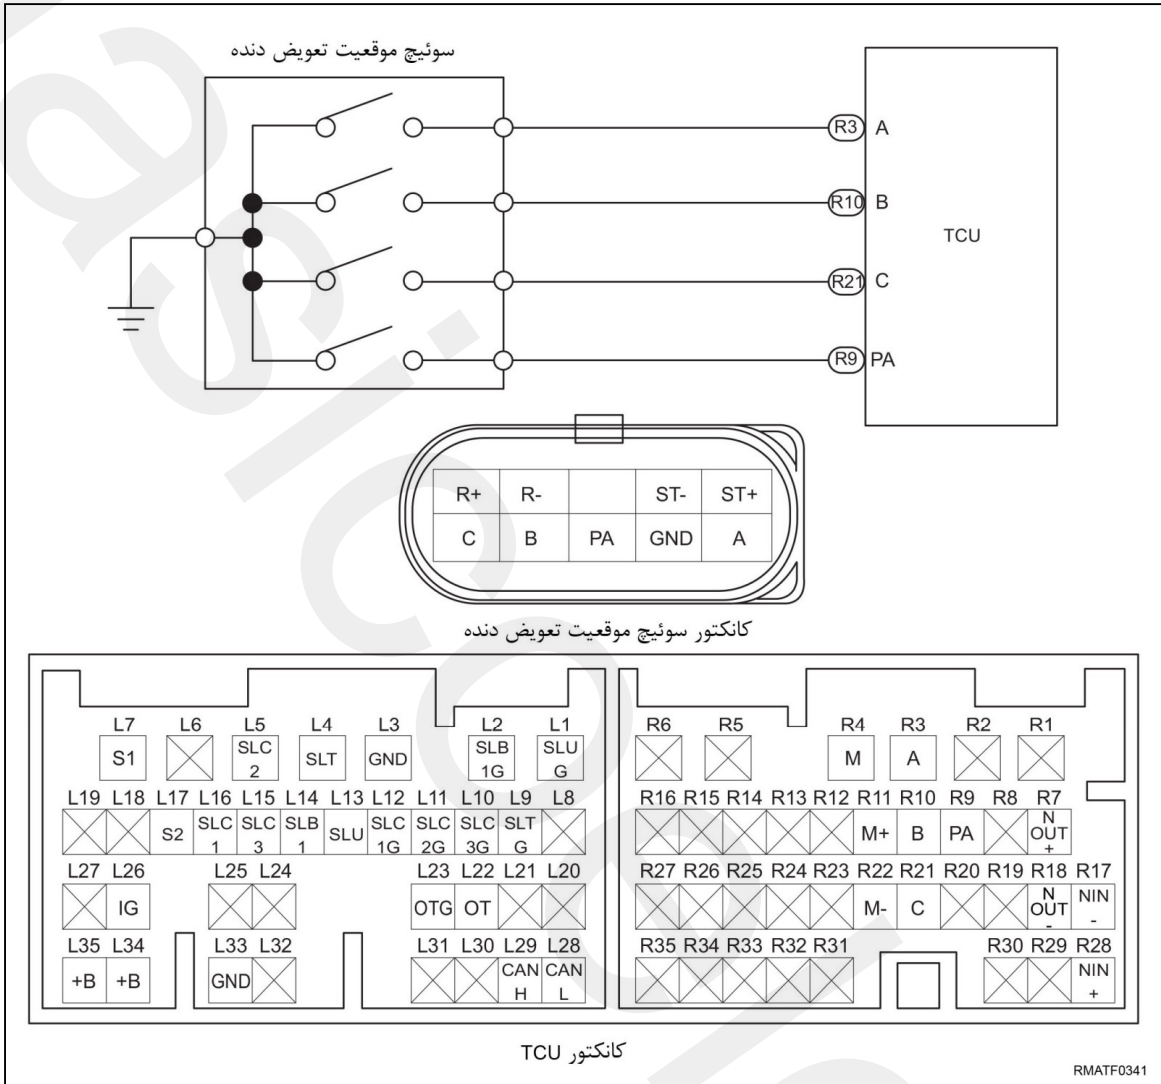 سوئیچ موقعیت تعویض دنده
R3 A
R10 B
TCU
R21 C
R9 PA
R+ R- ST- ST+
C B PA GND A
کانکتور سوئیچ موقعیت تعویض دنده
L7 L6 L5 L4 L3 L2 L1 R6 R5 R4 R3 R2 R1
S1 SLC 2 SLT GND SLB 1G SLU G M A
L19 L18 L17 L16 L15 L14 L13 L12 L11 L10 L9 L8 R16 R15 R14 R13 R12 R11 R10 R9 R8 R7
S2 SLC 1 SLC 3 SLB 1 SLU SLC 1G SLC 2G SLC 3G SLT G M+ B PA N OUT +
L27 L26 L25 L24 L23 L22 L21 L20 R27 R26 R25 R24 R23 R22 R21 R20 R19 R18 R17
IG OTG OT M- C N OUT - NIN -
L35 L34 L33 L32 L31 L30 L29 L28 R35 R34 R33 R32 R31 R30 R29 R28
+B +B GND CAN H CAN L NIN +
کانکتور TCU
RMATF0341